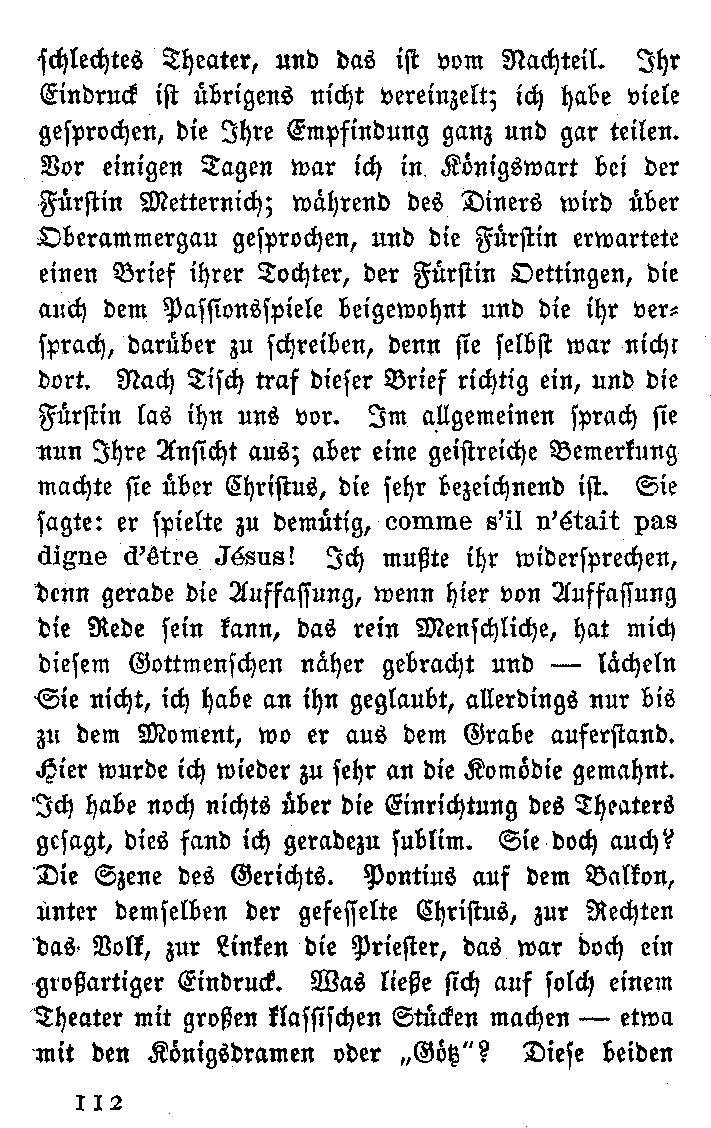 schlechtes Theater, und das ist vom Nachteil. Ihr
Eindruck ist übrigens nicht vereinzelt; ich habe viele
gesprochen, die Ihre Empfindung ganz und gar teilen.
Vor einigen Tagen war ich in Königswart bei der
Fürstin Metternich; während des Diners wird über
Oberammergau gesprochen, und die Fürstin erwartete
einen Brief ihrer Tochter, der Fürstin Oettingen, die
auch dem Passionsspiele beigewohnt und die ihr ver-
sprach, darüber zu schreiben, denn sie selbst war nicht
dort. Nach Tisch traf dieser Brief richtig ein, und die
Fürstin las ihn uns vor. Im allgemeinen sprach sie
nun Ihre Ansicht aus; aber eine geistreiche Bemerkung
machte sie über Christus, die sehr bezeichnend ist. Sie
sagte: er spielte zu demütig, comme s'il n'était pas
digne d'être Jésus! Ich mußte ihr widersprechen,
denn gerade die Auffassung, wenn hier von Auffassung
die Rede sein kann, das rein Menschliche, hat mich
diesem Gottmenschen näher gebracht und — lächeln
Sie nicht, ich habe an ihn geglaubt, allerdings nur bis
zu dem Moment, wo er aus dem Grabe auferstand.
Hier wurde ich wieder zu sehr an die Komödie gemahnt.
Ich habe noch nichts über die Einrichtung des Theaters
gesagt, dies fand ich geradezu sublim. Sie doch auch?
Die Szene des Gerichts. Pontius auf dem Balkon,
unter demselben der gefesselte Christus, zur Rechten
das Volk, zur Linken die Priester, das war doch ein
großartiger Eindruck. Was ließe sich auf solch einem
Theater mit großen klassischen Stücken machen — etwa
mit den Königsdramen oder „Götz“? Diese beiden
112